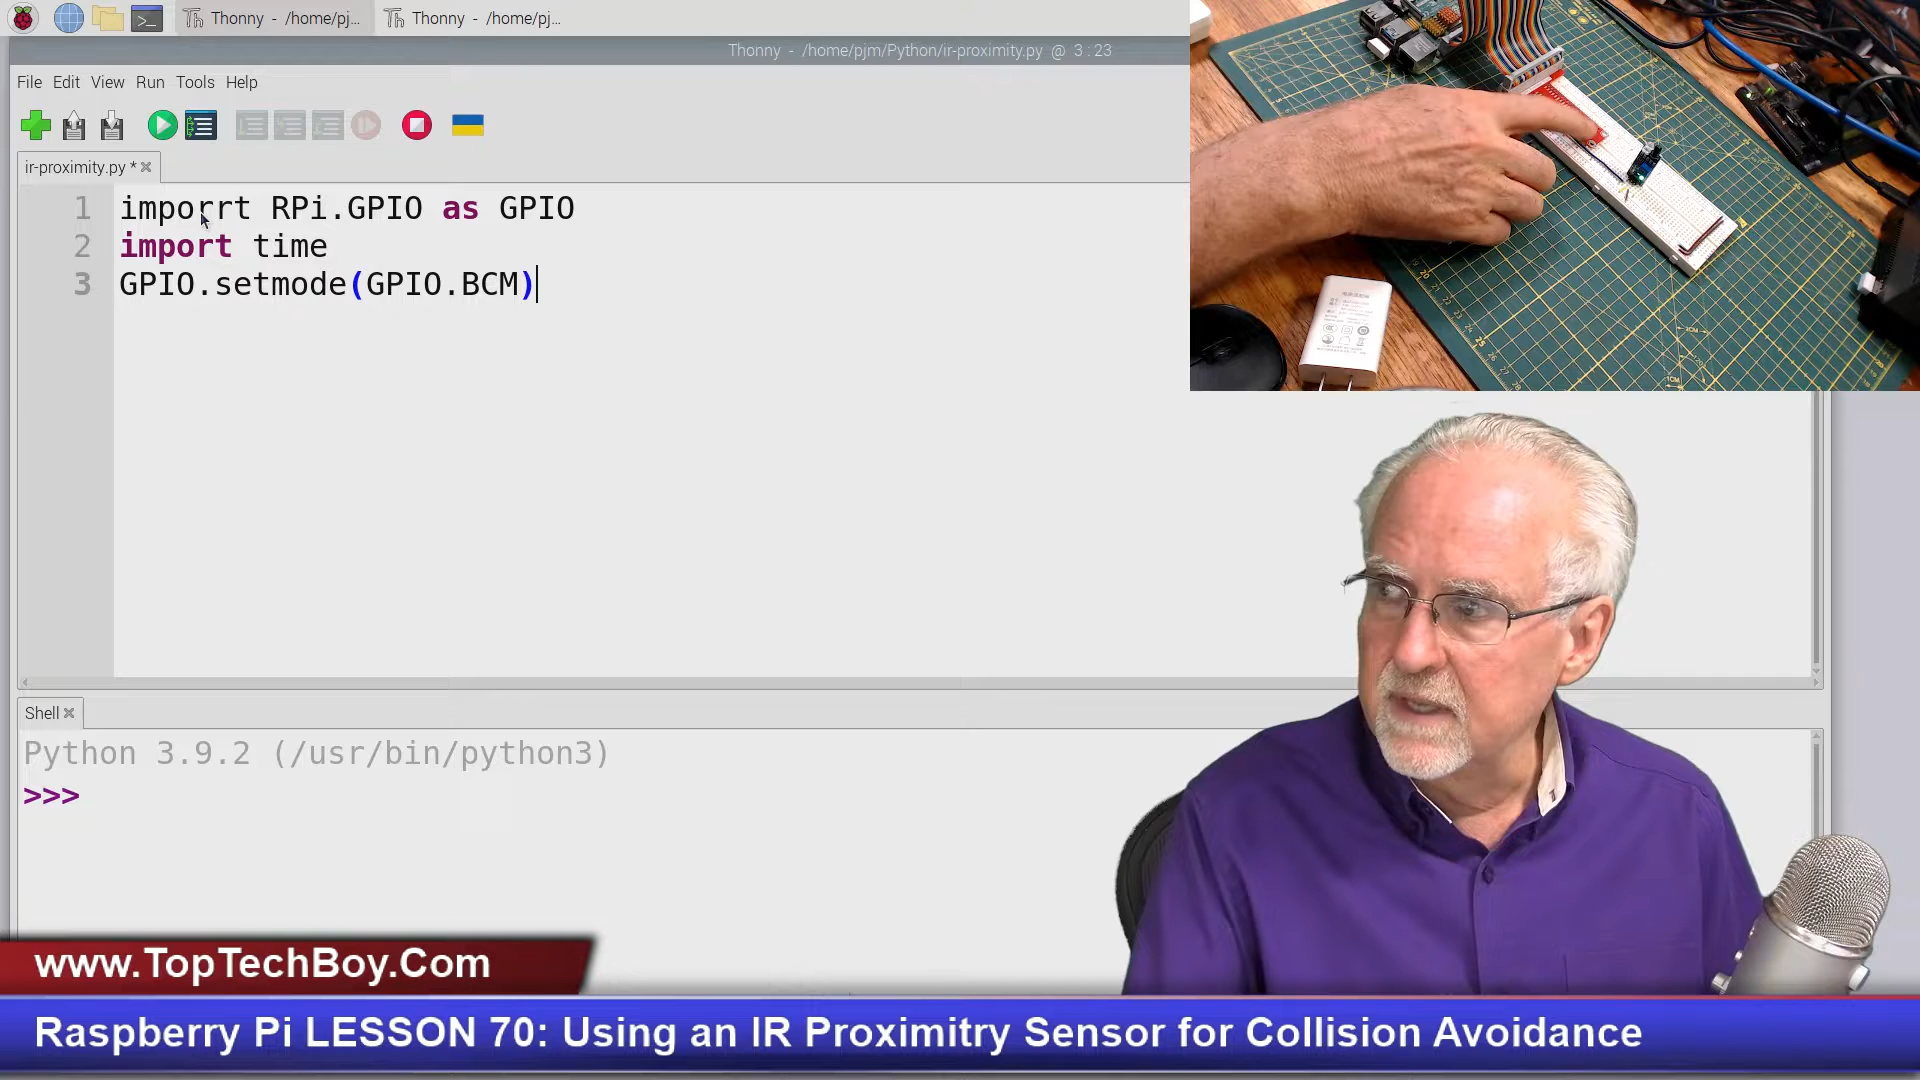 Thonny - /home/pj...
Thonny - /home/pj...
Thonny - /home/pjm/Python/ir-proximity.py @ 3 : 23
File Edit View Run Tools Help
ir-proximity.py *
1 imporrt RPi.GPIO as GPIO
2 import time
3 GPIO.setmode(GPIO.BCM)
Shell
Python 3.9.2 (/usr/bin/python3)
>>>
www.TopTechBoy.Com
Raspberry Pi LESSON 70: Using an IR Proximitry Sensor for Collision Avoidance